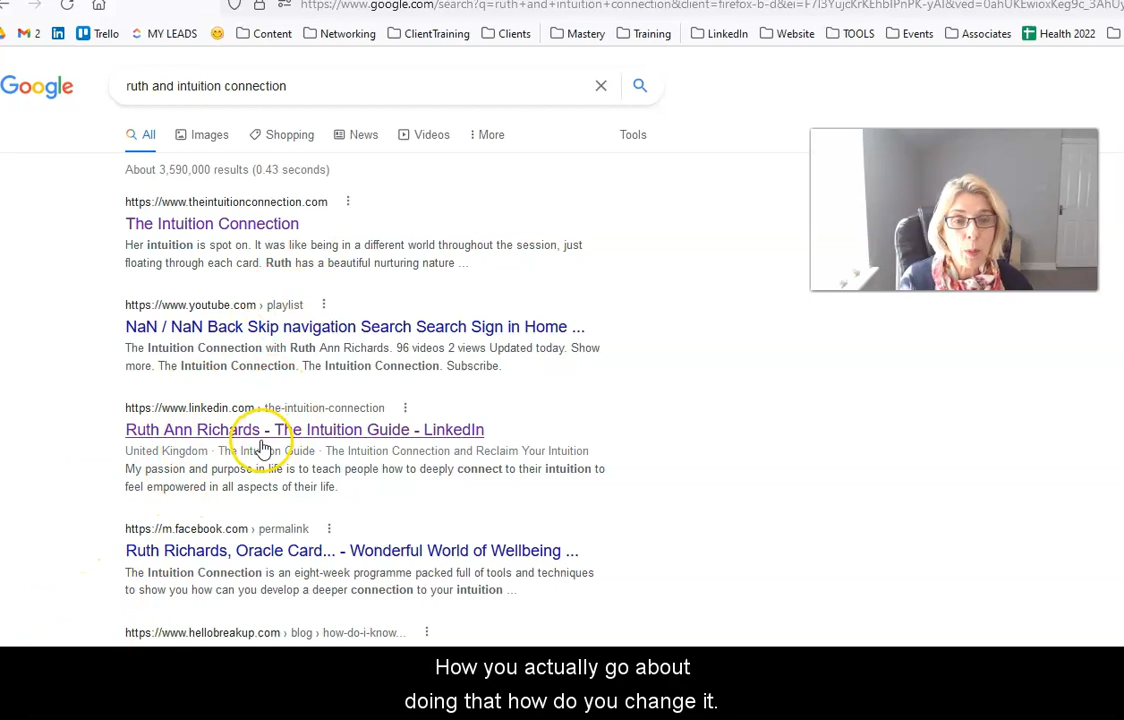 https://www.google.com/search?q=ruth+and+intuition+connection&client=firefox-b-d&ei=
M 2
Trello
MY LEADS
Content
Networking
ClientTraining
Clients
Mastery
Training
LinkedIn
Website
TOOLS
Events
Associates
Health 2022
Google
ruth and intuition connection
All
Images
Shopping
News
Videos
More
Tools
About 3,590,000 results (0.43 seconds)
https://www.theintuitionconnection.com
The Intuition Connection
Her intuition is spot on. It was like being in a different world throughout the session, just
floating through each card. Ruth has a beautiful nurturing nature ...
https://www.youtube.com › playlist
NaN / NaN Back Skip navigation Search Search Sign in Home ...
The Intuition Connection with Ruth Ann Richards. 96 videos 2 views Updated today. Show
more. The Intuition Connection. The Intuition Connection. Subscribe.
https://www.linkedin.com › the-intuition-connection
Ruth Ann Richards - The Intuition Guide - LinkedIn
United Kingdom · The Intuition Guide · The Intuition Connection and Reclaim Your Intuition
My passion and purpose in life is to teach people how to deeply connect to their intuition to
feel empowered in all aspects of their life.
https://m.facebook.com › permalink
Ruth Richards, Oracle Card... - Wonderful World of Wellbeing ...
The Intuition Connection is an eight-week programme packed full of tools and techniques
to show you how can you develop a deeper connection to your intuition ...
https://www.hellobreakup.com › blog › how-do-i-know...
How you actually go about
doing that how do you change it.